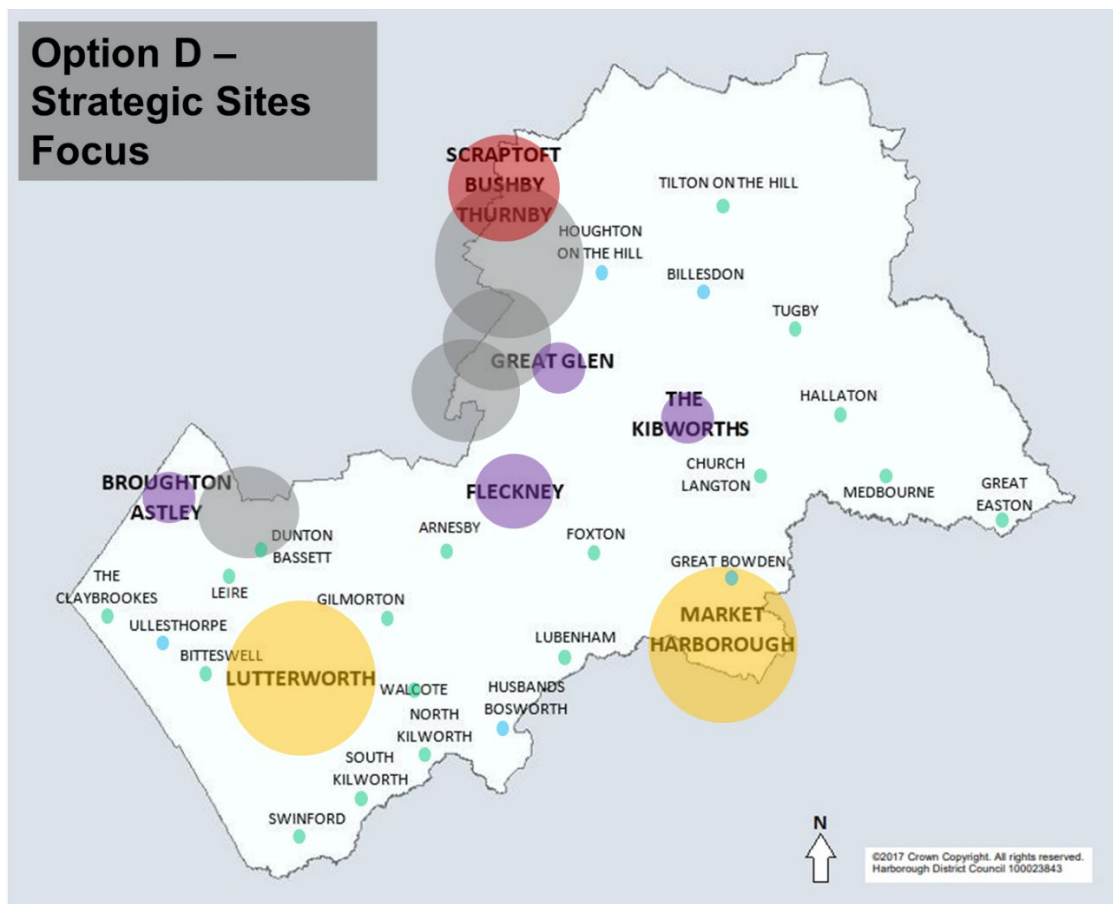 Option D –
Strategic Sites
Focus
SCRAPTOFT
BUSHBY
THURNBY
TILTON ON THE HILL
HOUGHTON
ON THE HILL
BILLESDON
TUGBY
GREAT GLEN
THE
KIBWORTHS
HALLATON
BROUGHTON
ASTLEY
FLECKNEY
CHURCH
LANGTON
MEDBOURNE
GREAT
EASTON
DUNTON
BASSETT
ARNESBY
FOXTON
GREAT BOWDEN
THE
CLAYBROOKES
LEIRE
GILMORTON
MARKET
HARBOROUGH
ULLESTHORPE
BITTESWELL
LUTTERWORTH
LUBENHAM
WALCOTE
NORTH
KILWORTH
HUSBANDS
BOSWORTH
SOUTH
KILWORTH
SWINFORD
N
©2017 Crown Copyright. All rights reserved.
Harborough District Council 100023843